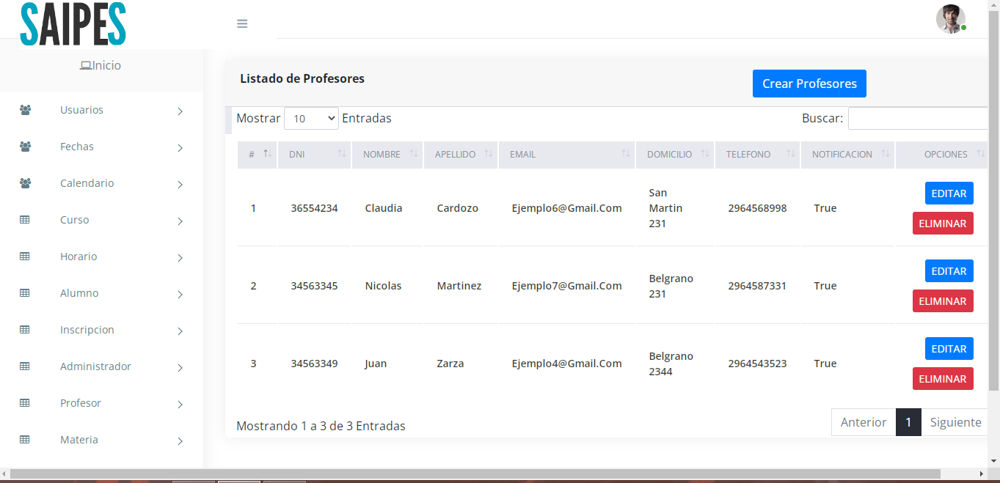 SAIPES
Inicio
Usuarios
Fechas
Calendario
Curso
Horario
Alumno
Inscripcion
Administrador
Profesor
Materia
Listado de Profesores
Crear Profesores
Mostrar 10 Entradas
Buscar:
# DNI NOMBRE APELLIDO EMAIL DOMICILIO TELEFONO NOTIFICACION OPCIONES
1 36554234 Claudia Cardozo Ejemplo6@Gmail.Com San Martin 231 2964568998 True EDITAR ELIMINAR
2 34563345 Nicolas Martinez Ejemplo7@Gmail.Com Belgrano 231 2964587331 True EDITAR ELIMINAR
3 34563349 Juan Zarza Ejemplo4@Gmail.Com Belgrano 2344 2964543523 True EDITAR ELIMINAR
Mostrando 1 a 3 de 3 Entradas
Anterior 1 Siguiente